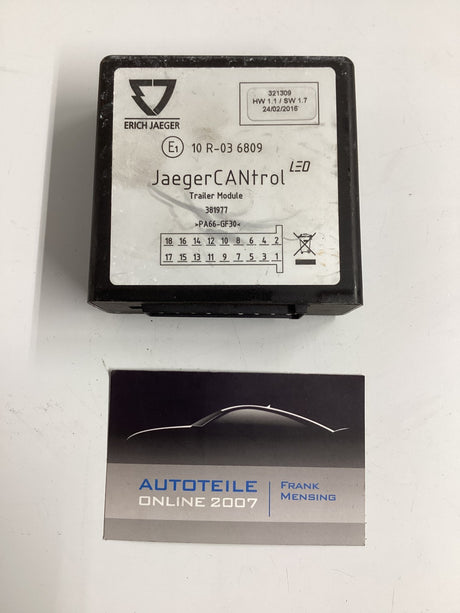 ERICH JAEGER
321309
HW 1.1 / SW 1.7
24/02/2016
E1 10 R-03 6809
JaegerCANtrol LED
Trailer Module
381977
>PA66-GF30<
18 16 14 12 10 8 6 4 2
17 15 13 11 9 7 5 3 1
AUTOTEILE
ONLINE 2007
FRANK
MENSING